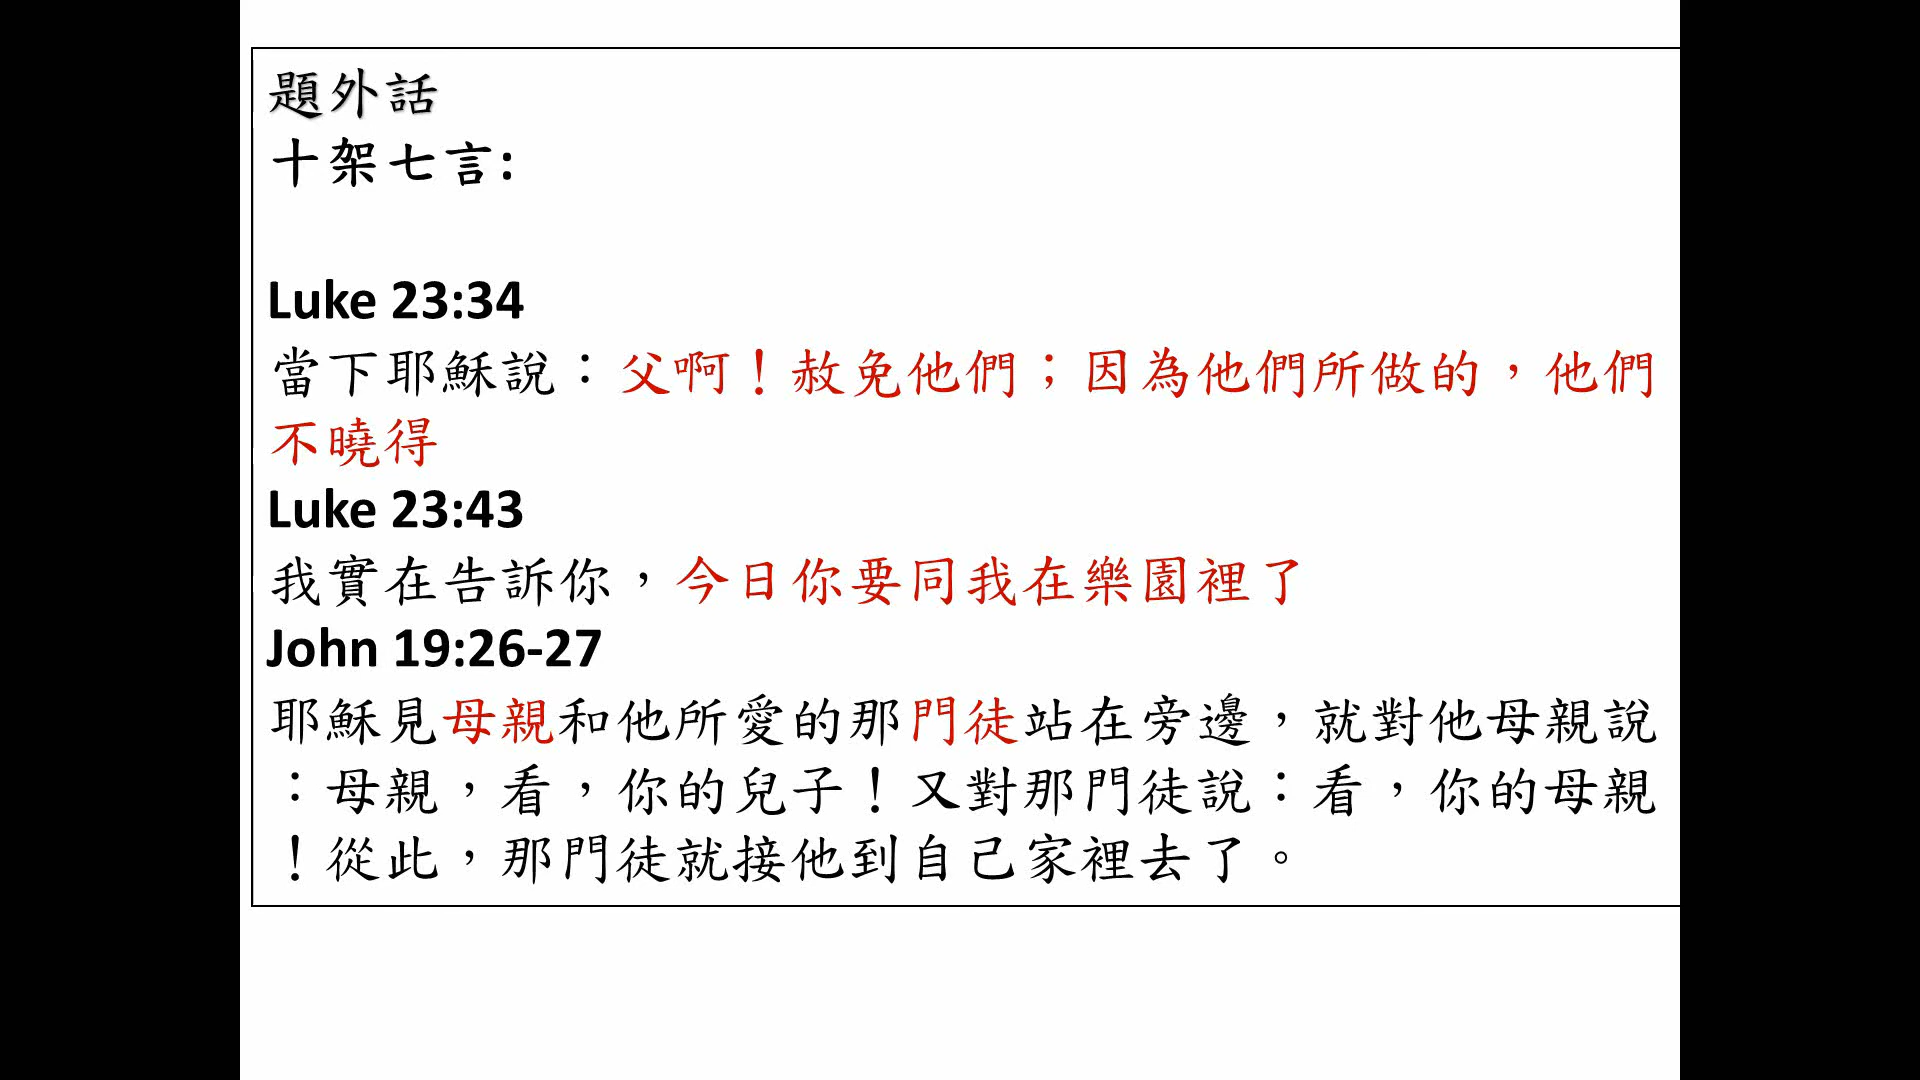 題外話
十架七言:
Luke 23:34
當下耶穌說：父啊！赦免他們；因為他們所做的，他們
不曉得
Luke 23:43
我實在告訴你，今日你要同我在樂園裡了
John 19:26-27
耶穌見母親和他所愛的那門徒站在旁邊，就對他母親說
：母親，看，你的兒子！又對那門徒說：看，你的母親
！從此，那門徒就接他到自己家裡去了。